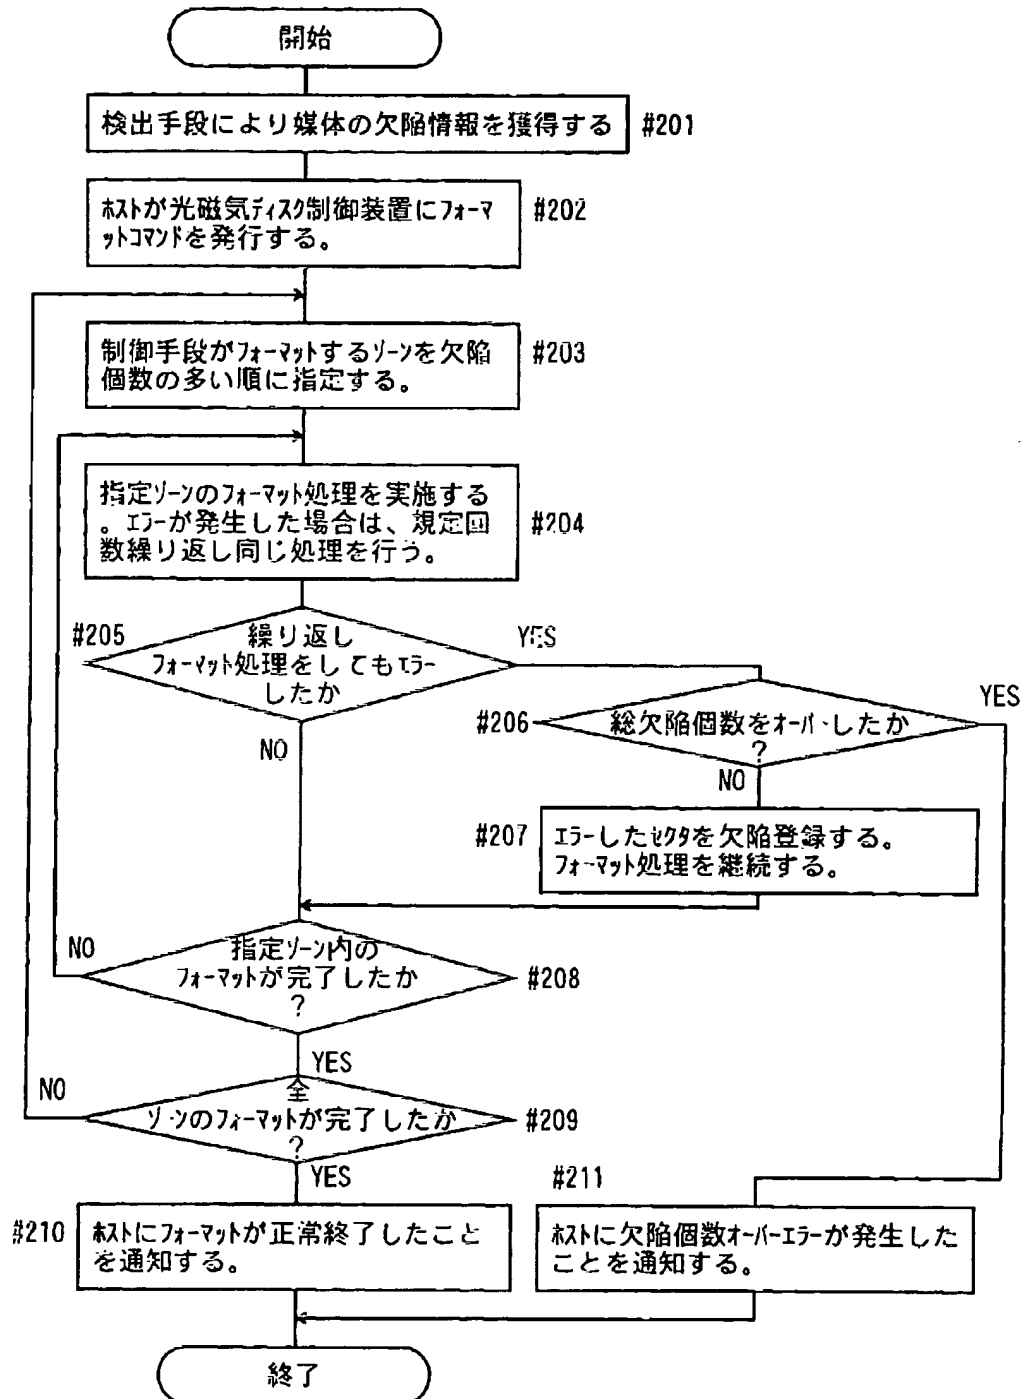 開始
検出手段により媒体の欠陥情報を獲得する
#201
ホストが光磁気ディスク制御装置にフォーマ
ットコマンドを発行する。
#202
制御手段がフォーマットするゾーンを欠陥
個数の多い順に指定する。
#203
指定ゾーンのフォーマット処理を実施する
。エラーが発生した場合は、規定回
数繰り返し同じ処理を行う。
#204
#205
繰り返し
フォーマット処理をしてもエラー
したか
YES
NO
#206
総欠陥個数をオーバーしたか
?
YES
NO
#207
エラーしたセクタを欠陥登録する。
フォーマット処理を継続する。
指定ゾーン内の
フォーマットが完了したか
?
NO
#208
YES
全
ゾーンのフォーマットが完了したか
?
NO
#209
YES
#210
ホストにフォーマットが正常終了したこと
を通知する。
#211
ホストに欠陥個数オーバーエラーが発生した
ことを通知する。
終了